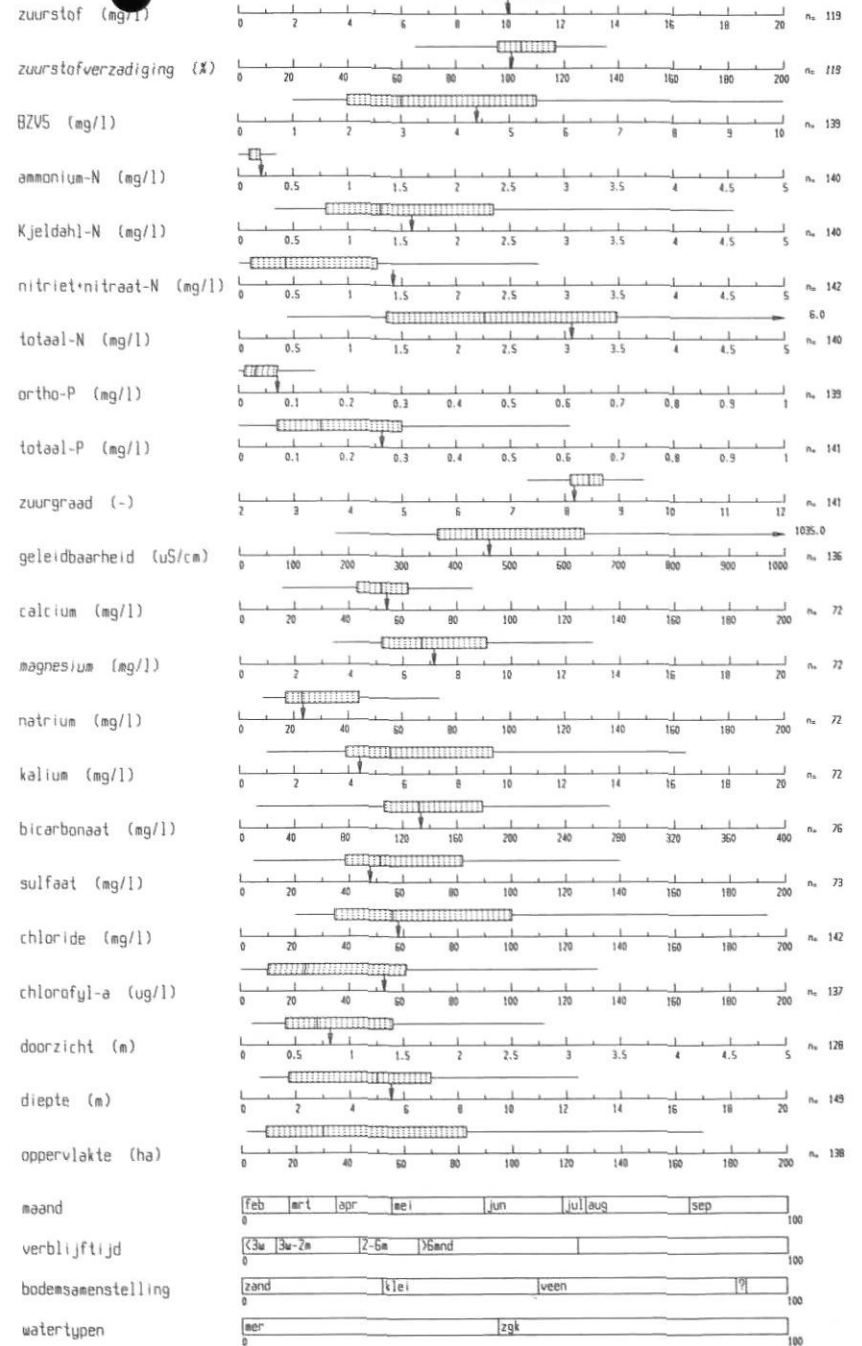 zuurstof (mg/l) 0 2 4 6 8 10 12 14 16 18 20 n= 119
zuurstofverzadiging (%) 0 20 40 60 80 100 120 140 160 180 200 n= 118
BZV5 (mg/l) 0 1 2 3 4 5 6 7 8 9 10 n= 139
ammonium-N (mg/l) 0 0.5 1 1.5 2 2.5 3 3.5 4 4.5 5 n= 140
Kjeldahl-N (mg/l) 0 0.5 1 1.5 2 2.5 3 3.5 4 4.5 5 n= 140
nitriet+nitraat-N (mg/l) 0 0.5 1 1.5 2 2.5 3 3.5 4 4.5 5 n= 142
6.0
totaal-N (mg/l) 0 0.5 1 1.5 2 2.5 3 3.5 4 4.5 5 n= 140
ortho-P (mg/l) 0 0.1 0.2 0.3 0.4 0.5 0.6 0.7 0.8 0.9 1 n= 139
totaal-P (mg/l) 0 0.1 0.2 0.3 0.4 0.5 0.6 0.7 0.8 0.9 1 n= 141
zuurgraad (-) 2 3 4 5 6 7 8 9 10 11 12 n= 141
1035.0
geleidbaarheid (uS/cm) 0 100 200 300 400 500 600 700 800 900 1000 n= 136
calcium (mg/l) 0 20 40 60 80 100 120 140 160 180 200 n= 72
magnesium (mg/l) 0 2 4 6 8 10 12 14 16 18 20 n= 72
natrium (mg/l) 0 20 40 60 80 100 120 140 160 180 200 n= 72
kalium (mg/l) 0 2 4 6 8 10 12 14 16 18 20 n= 72
bicarbonaat (mg/l) 0 40 80 120 160 200 240 280 320 360 400 n= 76
sulfaat (mg/l) 0 20 40 60 80 100 120 140 160 180 200 n= 73
chloride (mg/l) 0 20 40 60 80 100 120 140 160 180 200 n= 142
chlorofyl-a (ug/l) 0 20 40 60 80 100 120 140 160 180 200 n= 137
doorzicht (m) 0 0.5 1 1.5 2 2.5 3 3.5 4 4.5 5 n= 128
diepte (m) 0 2 4 6 8 10 12 14 16 18 20 n= 149
oppervlakte (ha) 0 20 40 60 80 100 120 140 160 180 200 n= 138
maand feb mrt apr mei jun jul aug sep
0 100
verblijftijd <3w 3w-2m 2-6m >6mnd
0 100
bodemsamenstelling zand klei veen ?
0 100
watertypen mer zgk
0 100